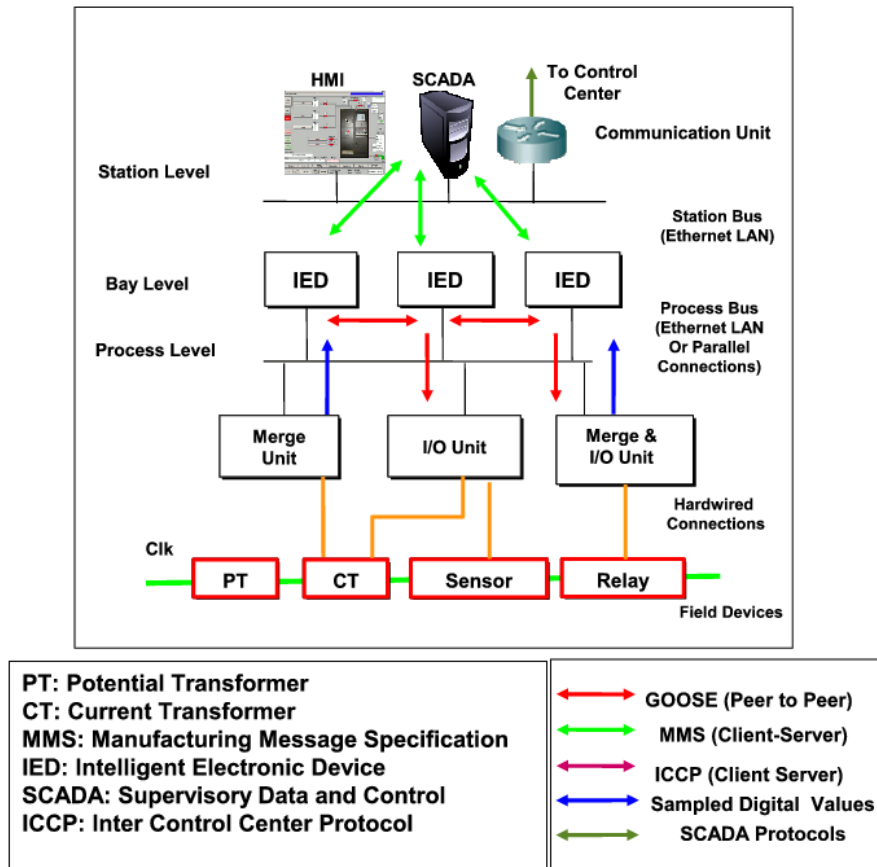 HMI
SCADA
To Control
Center
Communication Unit
Station Level
Station Bus
(Ethernet LAN)
Bay Level
IED
IED
IED
Process Bus
(Ethernet LAN
Or Parallel
Connections)
Process Level
Merge
Unit
I/O Unit
Merge &
I/O Unit
Hardwired
Connections
Clk
PT
CT
Sensor
Relay
Field Devices
PT: Potential Transformer
CT: Current Transformer
MMS: Manufacturing Message Specification
IED: Intelligent Electronic Device
SCADA: Supervisory Data and Control
ICCP: Inter Control Center Protocol
GOOSE (Peer to Peer)
MMS (Client-Server)
ICCP (Client Server)
Sampled Digital Values
SCADA Protocols